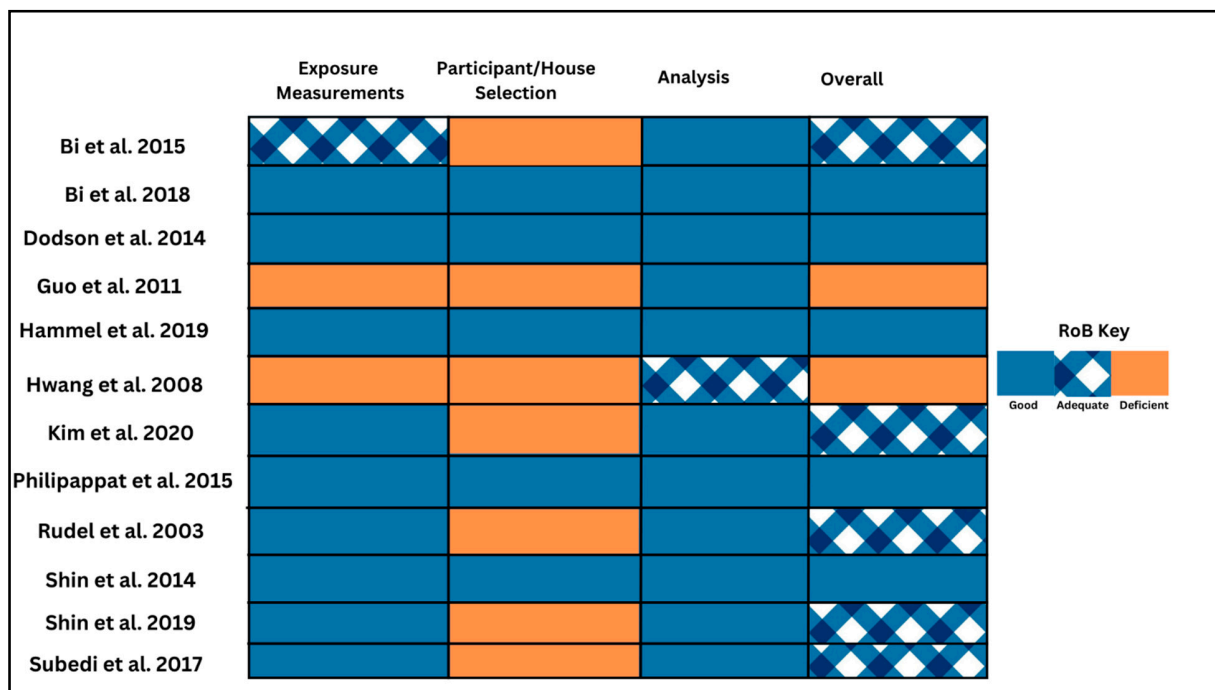 Exposure Measurements
Participant/House Selection
Analysis
Overall
Bi et al. 2015
Bi et al. 2018
Dodson et al. 2014
Guo et al. 2011
Hammel et al. 2019
Hwang et al. 2008
Kim et al. 2020
Philipappat et al. 2015
Rudel et al. 2003
Shin et al. 2014
Shin et al. 2019
Subedi et al. 2017
RoB Key
Good Adequate Deficient